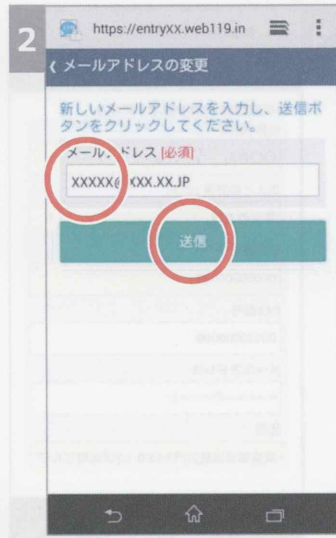 2
https://entryXX.web119.in
メールアドレスの変更
新しいメールアドレスを入力し、送信ボ
タンをクリックしてください。
メールアドレス [必須]
XXXXX@XXX.XX.JP
送信